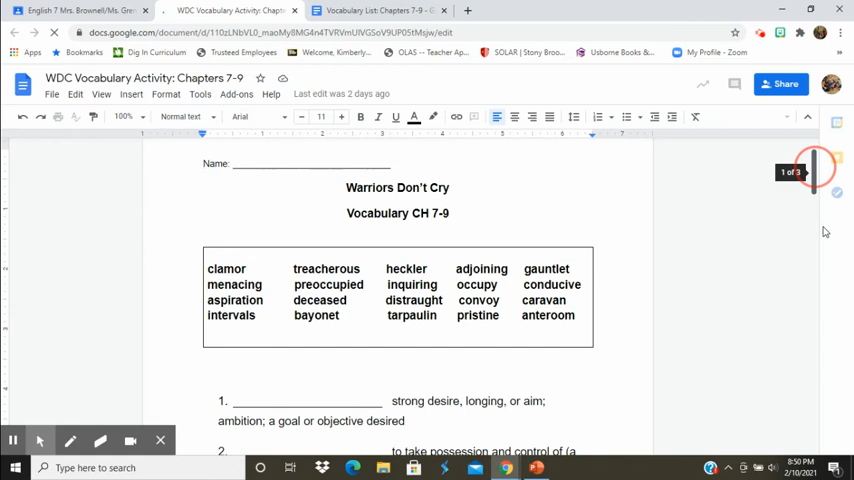 English 7 Mrs. Brownell/Ms. Gren
WDC Vocabulary Activity: Chapte
Vocabulary List: Chapters 7-9 - G
docs.google.com/document/d/110zLNbVL0_maoMy8MG4n4TVRVmUlVGSoV9UP05tMsjw/edit
Apps Bookmarks Dig In Curriculum Trusted Employees Welcome, Kimberly... OLAS -- Teacher Ap... SOLAR | Stony Broo... Usborne Books &... My Profile - Zoom
WDC Vocabulary Activity: Chapters 7-9
Share
File Edit View Insert Format Tools Add-ons Help Last edit was 2 days ago
100% Normal text Arial 11 B I U A
Name:
Warriors Don't Cry
1 of 3
Vocabulary CH 7-9
clamor treacherous heckler adjoining gauntlet
menacing preoccupied inquiring occupy conducive
aspiration deceased distraught convoy caravan
intervals bayonet tarpaulin pristine anteroom
1. strong desire, longing, or aim;
ambition; a goal or objective desired
2. to take possession and control of (a
Type here to search
8:50 PM
2/10/2021